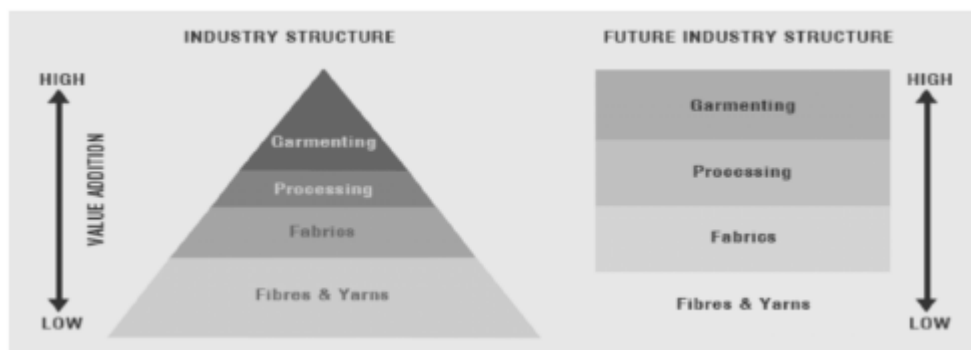 INDUSTRY STRUCTURE
HIGH
VALUE ADDITION
LOW
Garmenting
Processing
Fabrics
Fibres & Yarns
FUTURE INDUSTRY STRUCTURE
Garmenting
Processing
Fabrics
Fibres & Yarns
HIGH
LOW